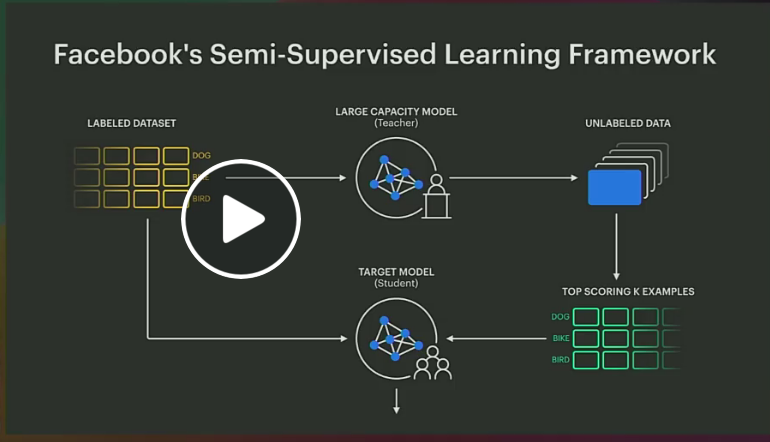 Facebook's Semi-Supervised Learning Framework
LABELED DATASET
LARGE CAPACITY MODEL
(Teacher)
UNLABELED DATA
DOG
BIKE
BIRD
TARGET MODEL
(Student)
TOP SCORING K EXAMPLES
DOG
BIKE
BIRD